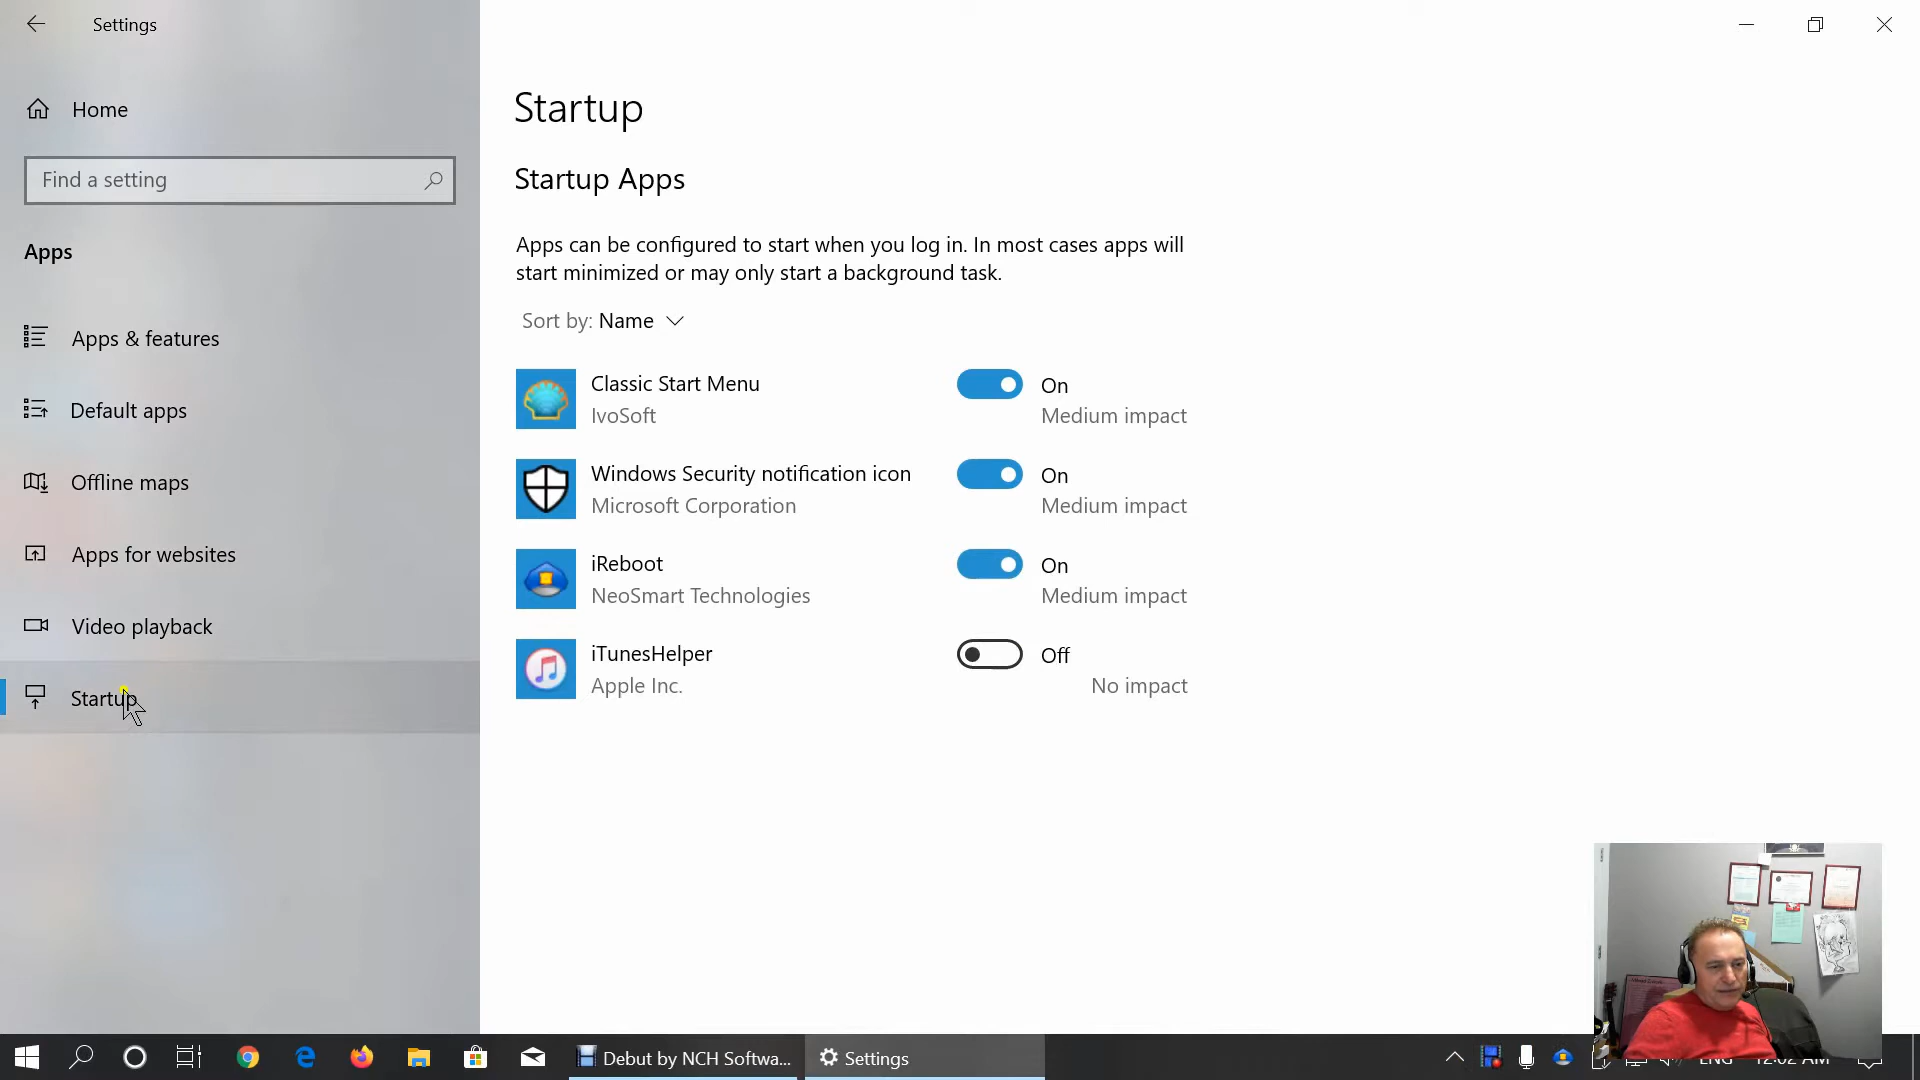 Settings
Home
Find a setting
Apps
Apps & features
Default apps
Offline maps
Apps for websites
Video playback
Startup
Startup
Startup Apps
Apps can be configured to start when you log in. In most cases apps will
start minimized or may only start a background task.
Sort by: Name
Classic Start Menu
IvoSoft
On
Medium impact
Windows Security notification icon
Microsoft Corporation
On
Medium impact
iReboot
NeoSmart Technologies
On
Medium impact
iTunesHelper
Apple Inc.
Off
No impact
Debut by NCH Softwa...
Settings
ENG
12:02 AM